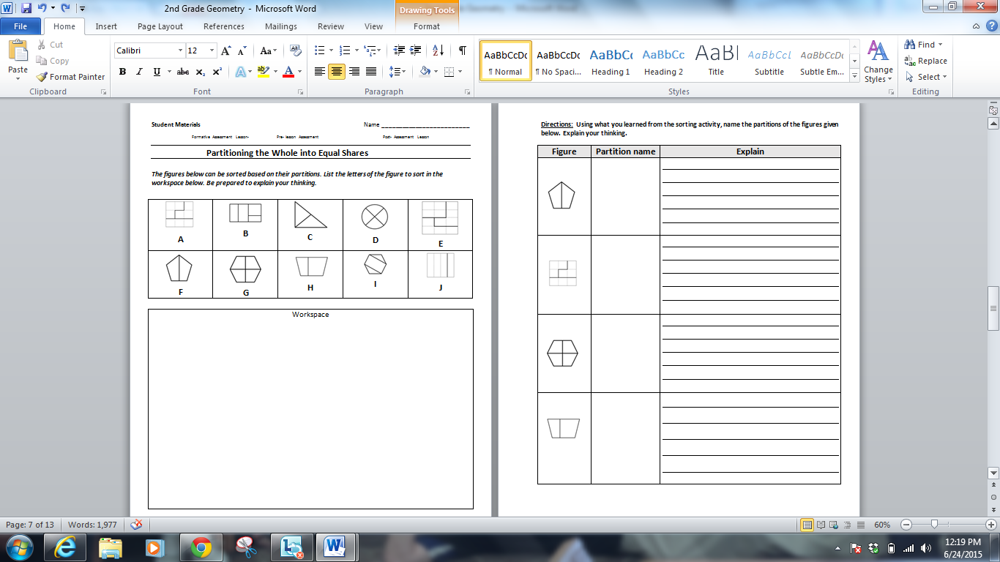 2nd Grade Geometry - Microsoft Word
Drawing Tools
File Home Insert Page Layout References Mailings Review View Format
Paste
Cut
Copy
Format Painter
Calibri 12
AaBbCcDc AaBbCcDc AaBbCc AaBbCc AaB AaBbCcL AaBbCcDc
¶ Normal ¶ No Spaci... Heading 1 Heading 2 Title Subtitle Subtle Em...
Change Styles
Find
Replace
Select
Clipboard Font Paragraph Styles Editing
Student Materials Name ________________________
Formative Assessment Lesson- Pre- lesson Assessment Post- Assessment Lesson
Partitioning the Whole into Equal Shares
The figures below can be sorted based on their partitions. List the letters of the figure to sort in the
workspace below. Be prepared to explain your thinking.
A B C D E
F G H I J
Workspace
Directions: Using what you learned from the sorting activity, name the partitions of the figures given
below. Explain your thinking.
Figure Partition name Explain
Page: 7 of 13 Words: 1,977 60%
12:19 PM
6/24/2015